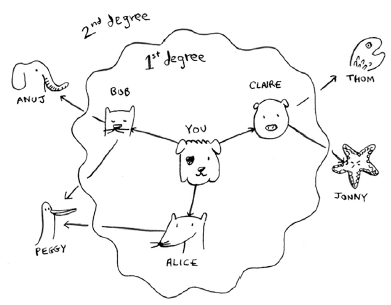 2nd degree
1st degree
ANUJ
BOB
CLAIRE
THOM
YOU
JONNY
PEGGY
ALICE